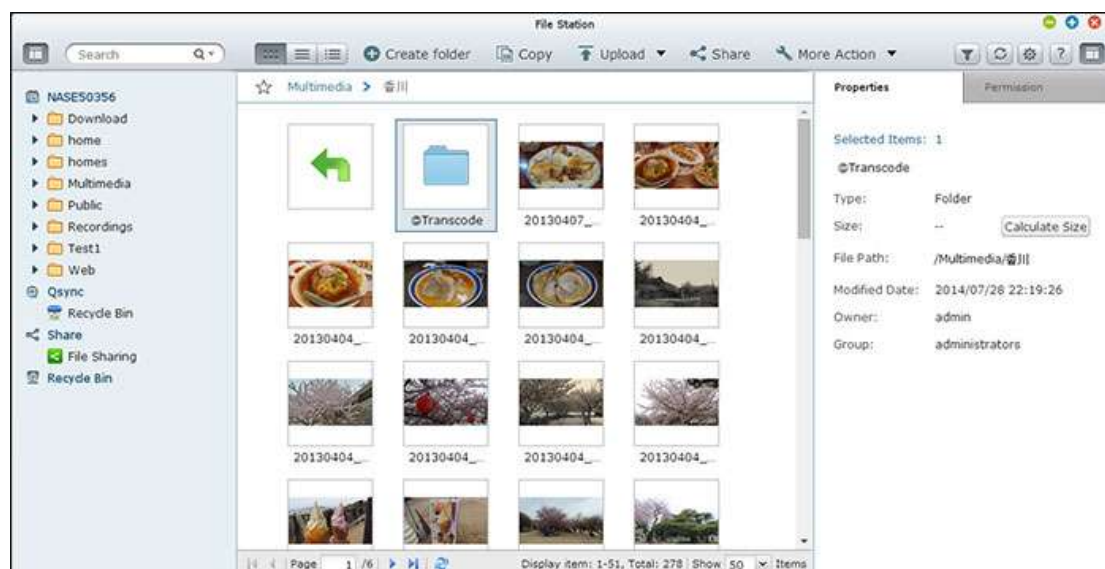 File Station
Search
Create folder
Copy
Upload
Share
More Action
?
NASE50356
Download
home
homes
Multimedia
Public
Recordings
Test1
Web
Qsync
Recycle Bin
Share
File Sharing
Recycle Bin
Multimedia > 香川
@Transcode
20130407_...
20130404_...
20130404_...
20130404_...
20130404_...
20130404_...
20130404_...
20130404_...
20130404_...
20130404_...
Page 1 /6
Display item: 1-51, Total: 278 Show 50 Items
Properties
Permission
Selected Items: 1
@Transcode
Type: Folder
Size: -- Calculate Size
File Path: /Multimedia/香川
Modified Date: 2014/07/28 22:19:26
Owner: admin
Group: administrators